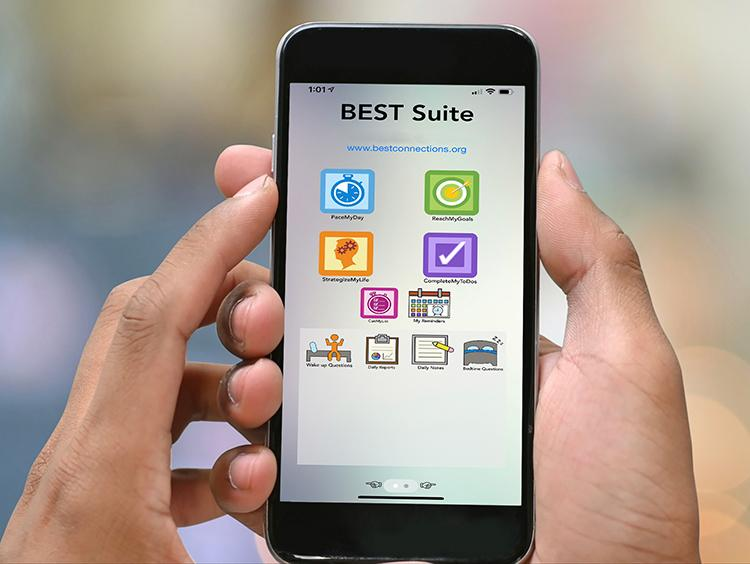 1:01
BEST Suite
www.bestconnections.org
PaceMyDay
ReachMyGoals
StrategizeMyLife
CompleteMyToDos
My Reminders
Wake up Questions
Daily Reports
Daily Notes
Bedtime Questions